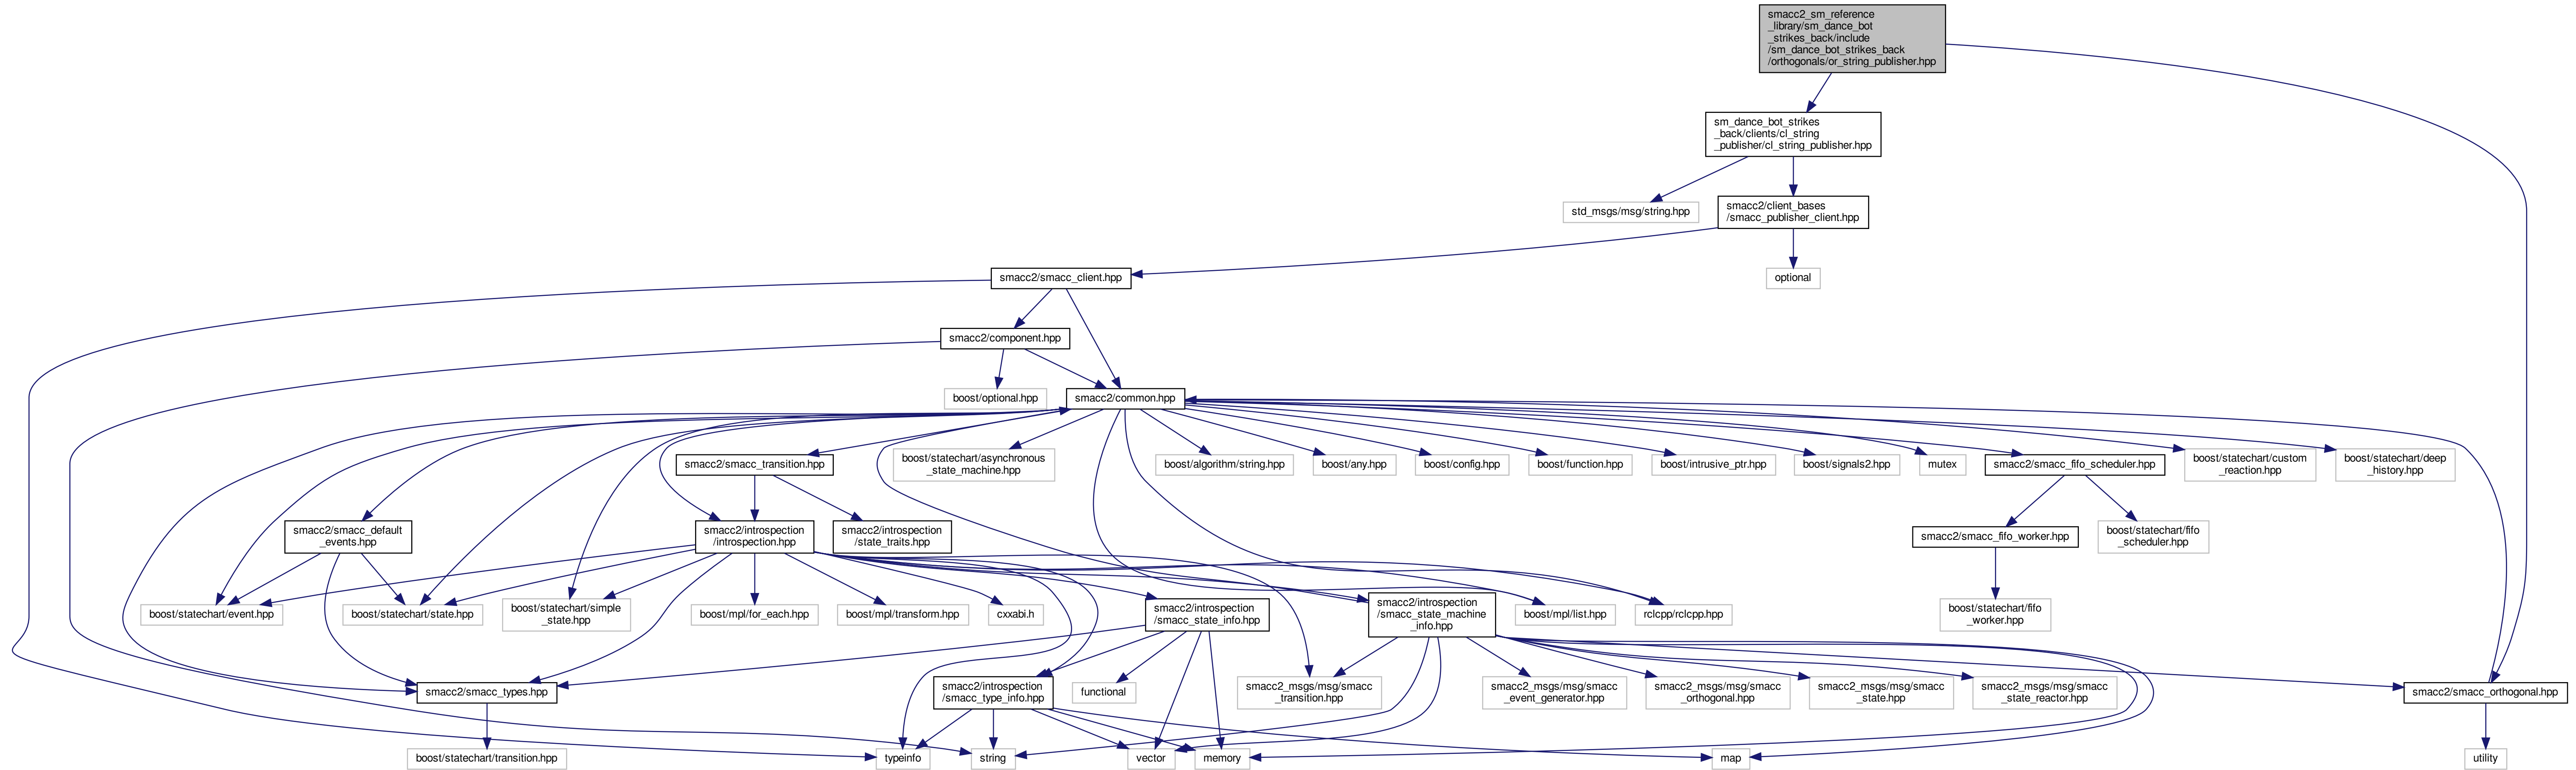 smacc2_sm_reference
_library/sm_dance_bot
_strikes_back/include
/sm_dance_bot_strikes_back
/orthogonals/or_string_publisher.hpp
sm_dance_bot_strikes
_back/clients/cl_string
_publisher/cl_string_publisher.hpp
std_msgs/msg/string.hpp
smacc2/client_bases
/smacc_publisher_client.hpp
smacc2/smacc_client.hpp
optional
smacc2/component.hpp
boost/optional.hpp
smacc2/common.hpp
smacc2/smacc_transition.hpp
boost/statechart/asynchronous
_state_machine.hpp
boost/algorithm/string.hpp
boost/any.hpp
boost/config.hpp
boost/function.hpp
boost/intrusive_ptr.hpp
boost/signals2.hpp
mutex
smacc2/smacc_fifo_scheduler.hpp
boost/statechart/custom
_reaction.hpp
boost/statechart/deep
_history.hpp
smacc2/smacc_default
_events.hpp
smacc2/introspection
/introspection.hpp
smacc2/introspection
/state_traits.hpp
smacc2/smacc_fifo_worker.hpp
boost/statechart/fifo
_scheduler.hpp
boost/statechart/event.hpp
boost/statechart/state.hpp
boost/statechart/simple
_state.hpp
boost/mpl/for_each.hpp
boost/mpl/transform.hpp
cxxabi.h
smacc2/introspection
/smacc_state_info.hpp
smacc2/introspection
/smacc_state_machine
_info.hpp
boost/mpl/list.hpp
rclcpp/rclcpp.hpp
boost/statechart/fifo
_worker.hpp
smacc2/smacc_types.hpp
smacc2/introspection
/smacc_type_info.hpp
functional
smacc2_msgs/msg/smacc
_transition.hpp
smacc2_msgs/msg/smacc
_event_generator.hpp
smacc2_msgs/msg/smacc
_orthogonal.hpp
smacc2_msgs/msg/smacc
_state.hpp
smacc2_msgs/msg/smacc
_state_reactor.hpp
smacc2/smacc_orthogonal.hpp
boost/statechart/transition.hpp
typeinfo
string
vector
memory
map
utility